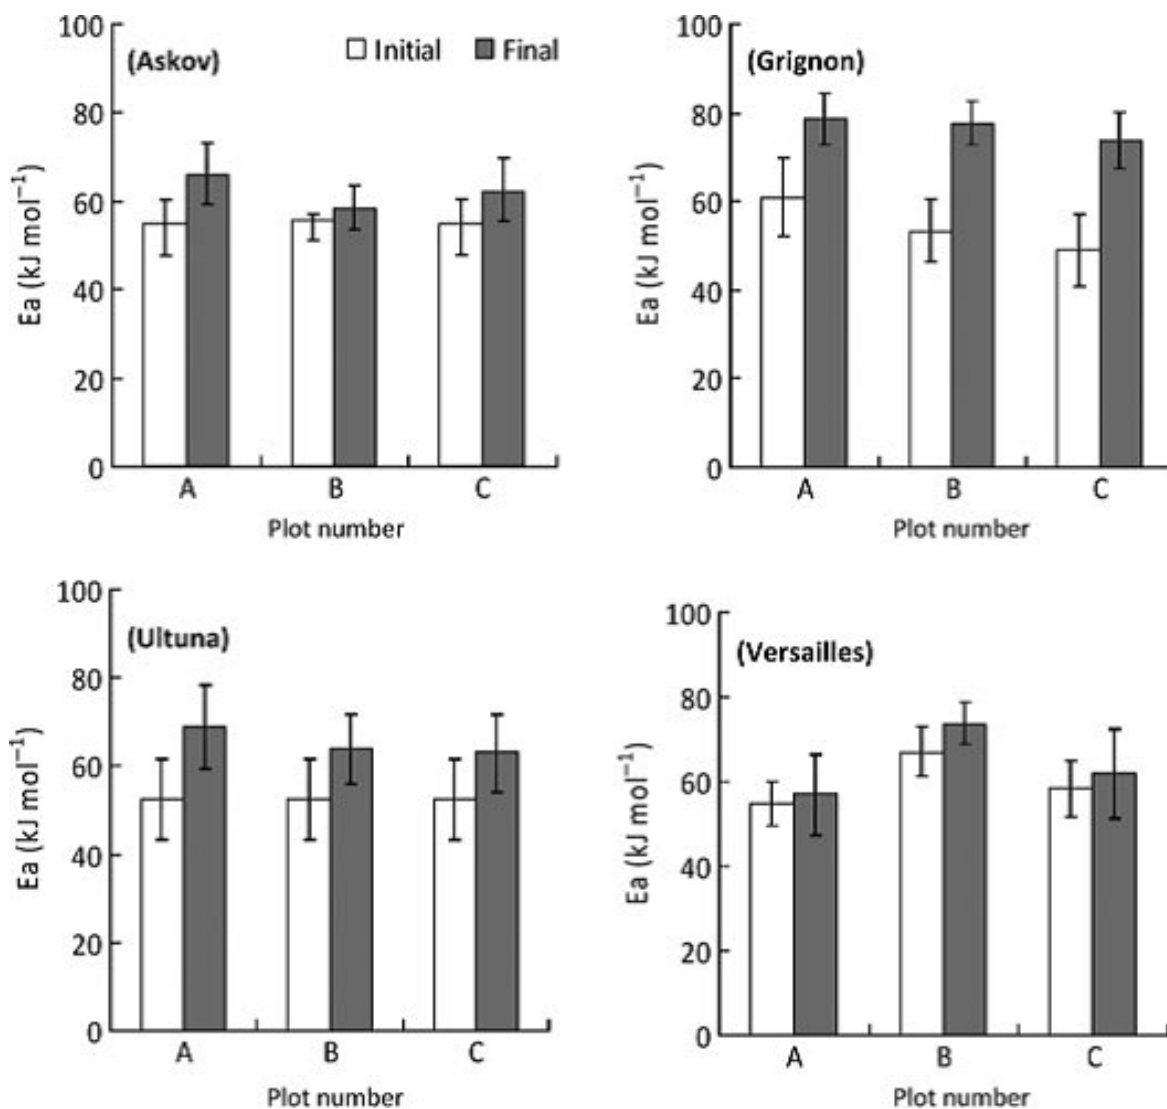 100
80
60
40
20
0
Ea (kJ mol⁻¹)
(Askov)
Initial
Final
A B C
Plot number
100
80
60
40
20
0
Ea (kJ mol⁻¹)
(Grignon)
A B C
Plot number
100
80
60
40
20
0
Ea (kJ mol⁻¹)
(Ultuna)
A B C
Plot number
100
80
60
40
20
0
Ea (kJ mol⁻¹)
(Versailles)
A B C
Plot number